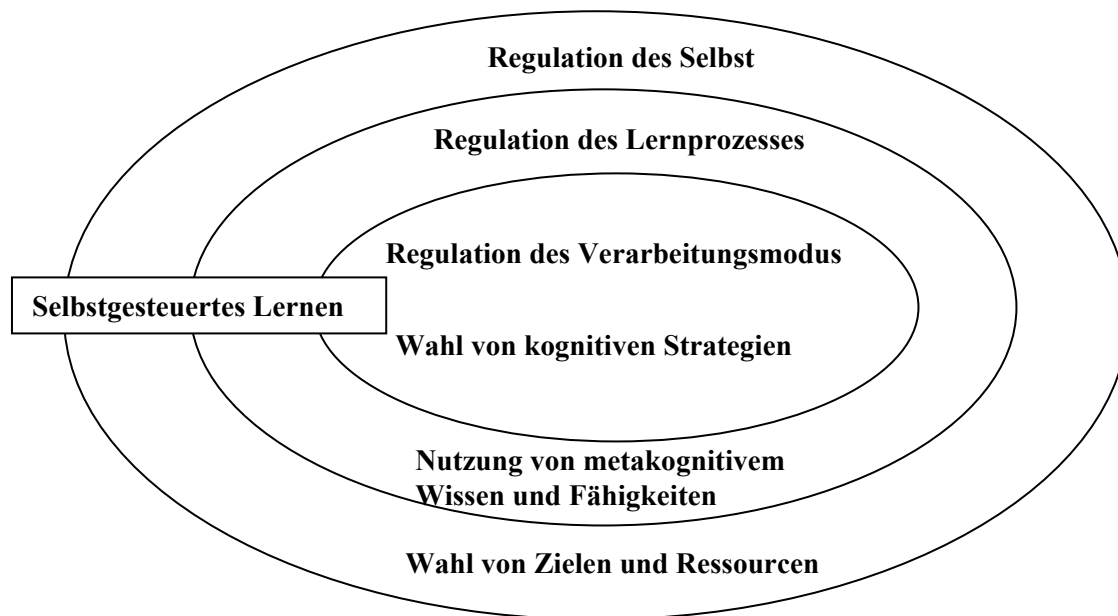 Regulation des Selbst
Regulation des Lernprozesses
Regulation des Verarbeitungsmodus
Selbstgesteuertes Lernen
Wahl von kognitiven Strategien
Nutzung von metakognitivem
Wissen und Fähigkeiten
Wahl von Zielen und Ressourcen